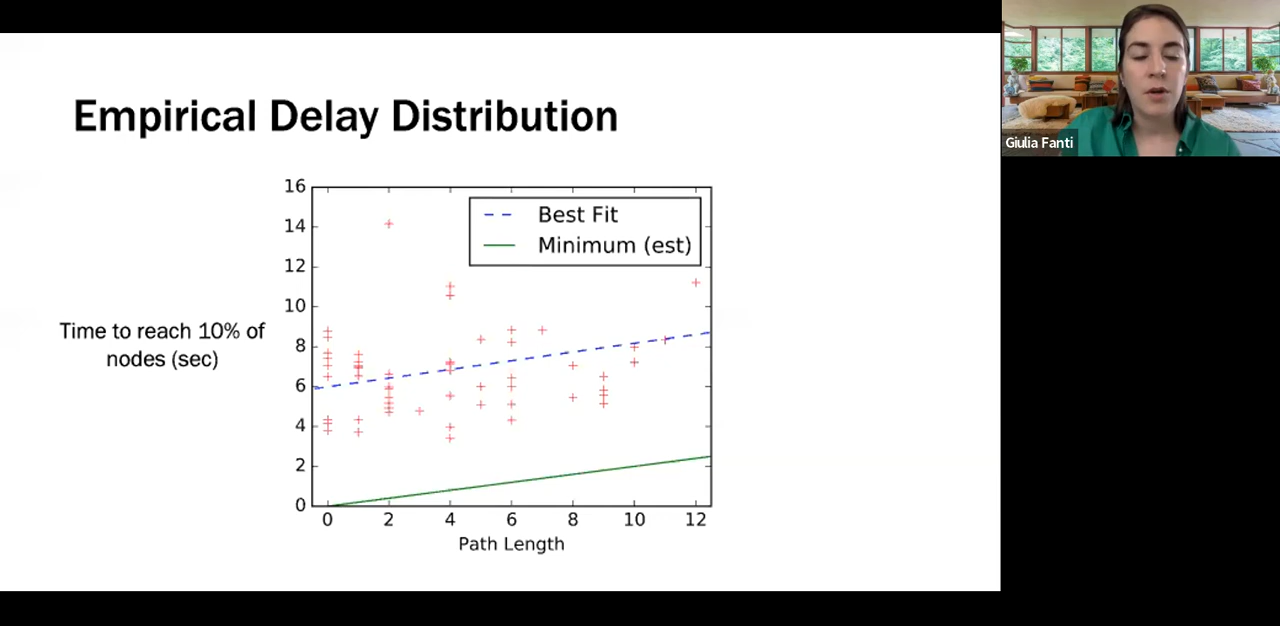 Empirical Delay Distribution
Giulia Fanti
Time to reach 10% of
nodes (sec)
16
14
12
10
8
6
4
2
0
Best Fit
Minimum (est)
0 2 4 6 8 10 12
Path Length